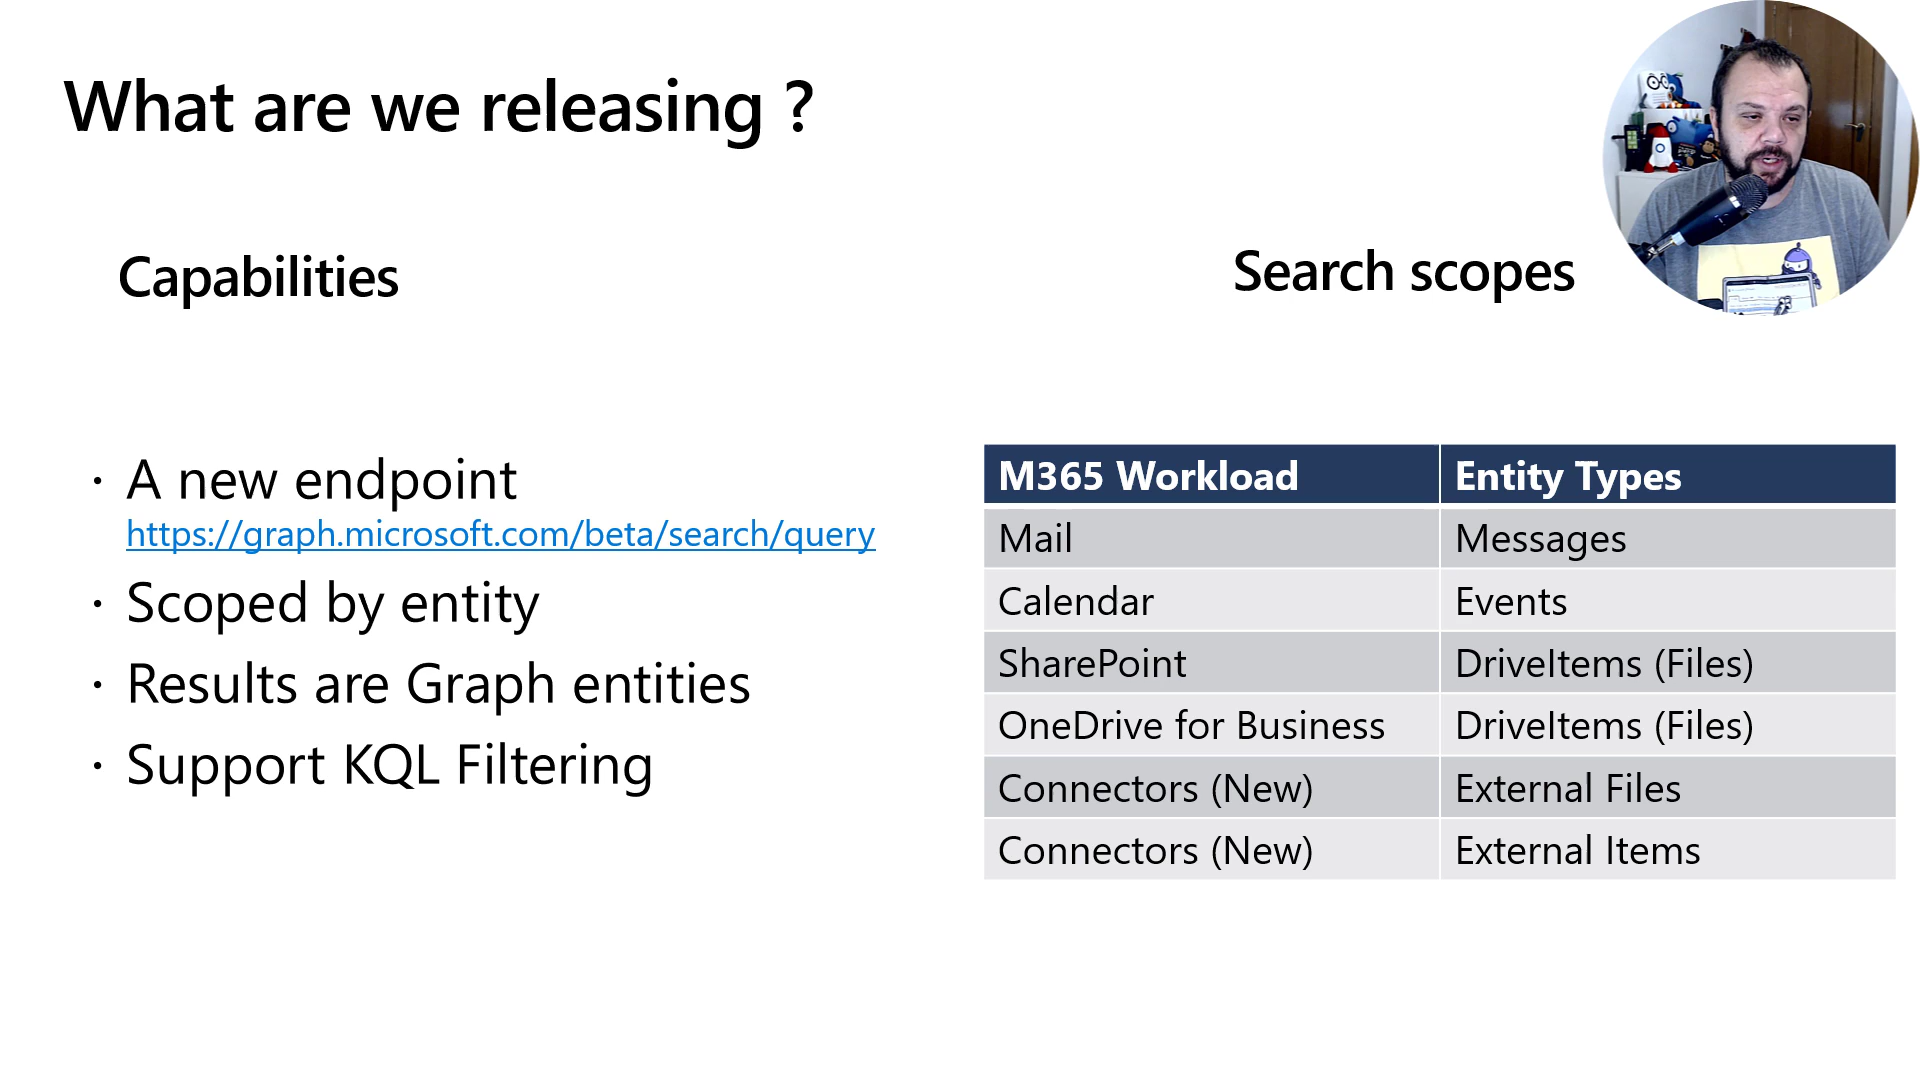 What are we releasing ?
Capabilities
Search scopes
· A new endpoint
https://graph.microsoft.com/beta/search/query
· Scoped by entity
· Results are Graph entities
· Support KQL Filtering
M365 Workload Entity Types
Mail Messages
Calendar Events
SharePoint DriveItems (Files)
OneDrive for Business DriveItems (Files)
Connectors (New) External Files
Connectors (New) External Items